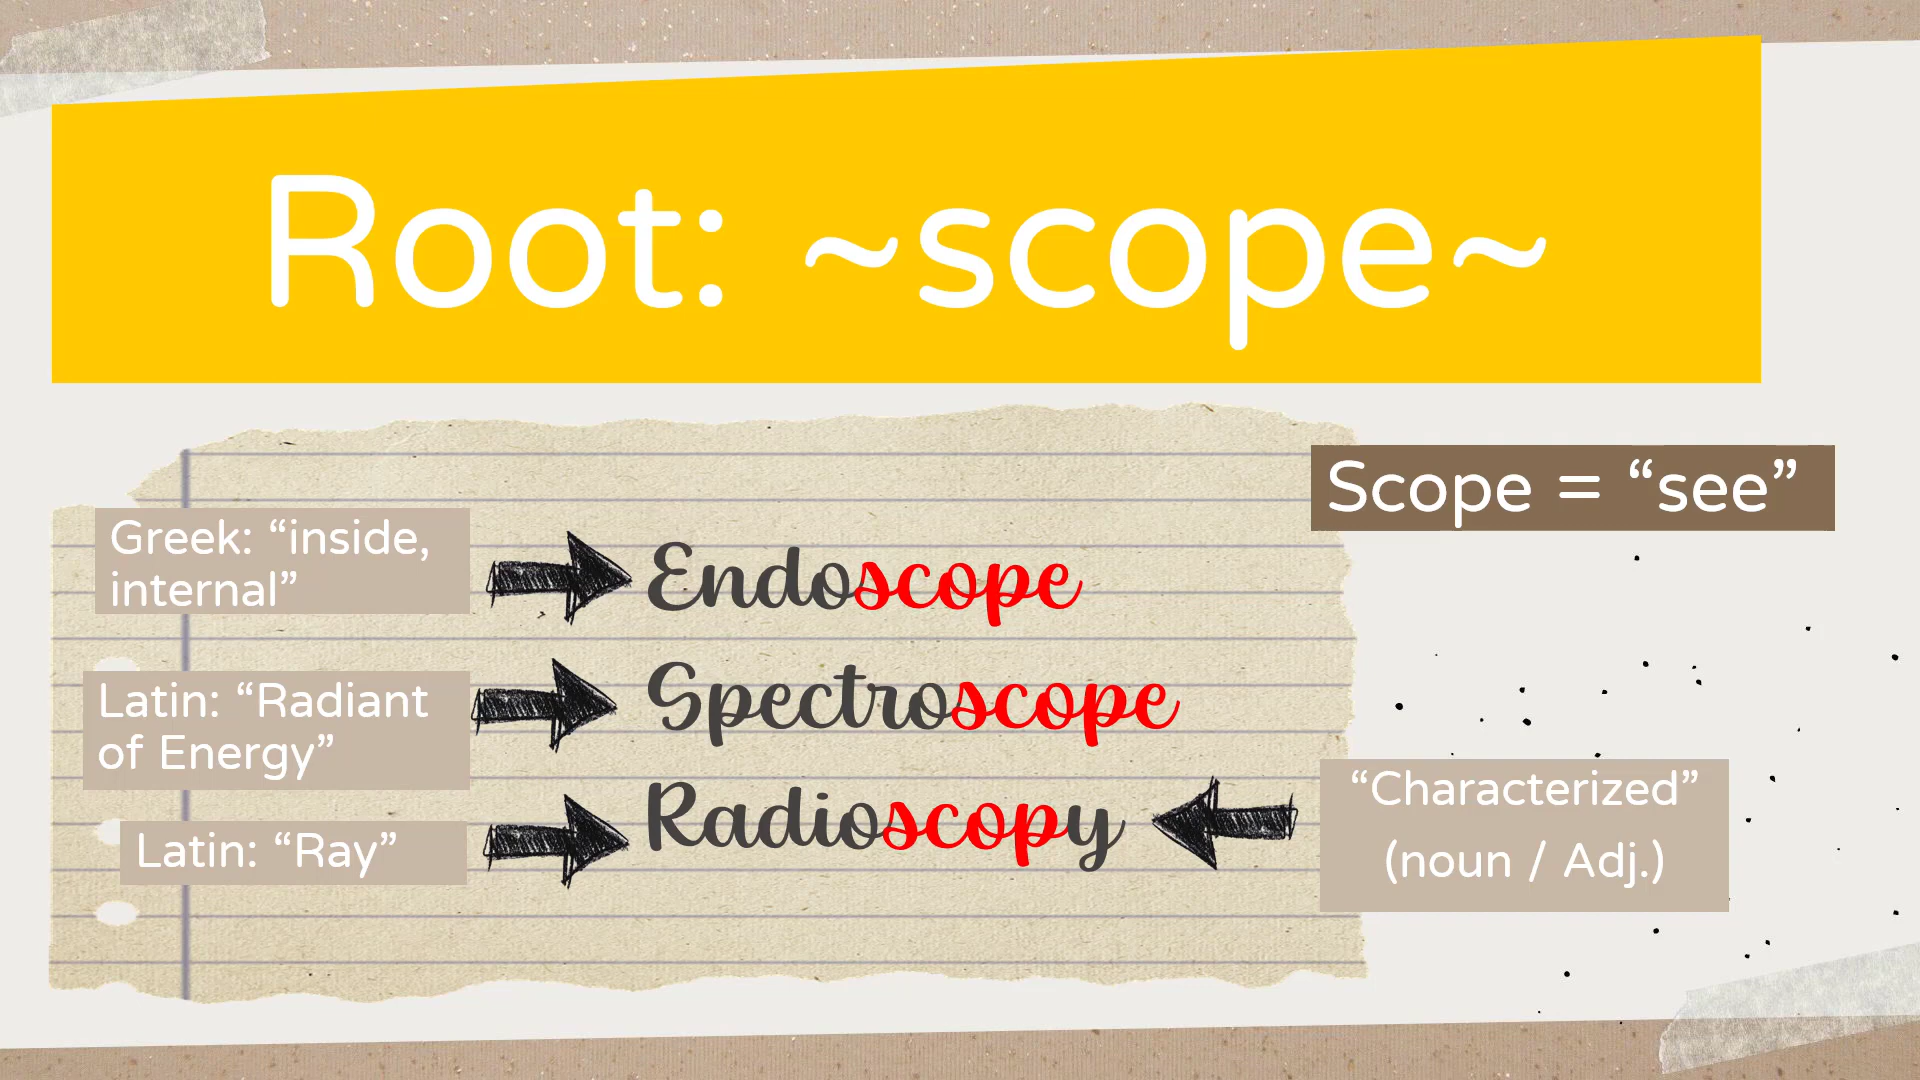 Root: ~scope~
Scope = “see”
Greek: “inside,
internal”
Endoscope
Latin: “Radiant
of Energy”
Spectroscope
Latin: “Ray”
Radioscopy
“Characterized”
(noun / Adj.)